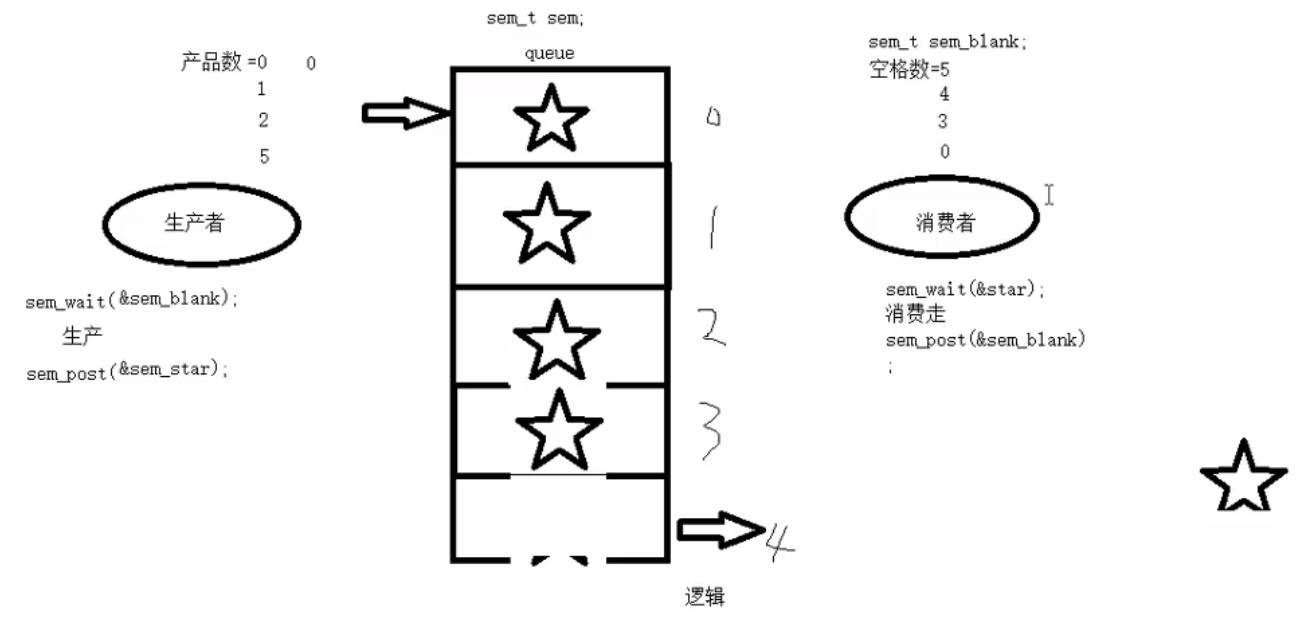 sem_t sem;
queue
产品数 =0 0
1
2
5
生产者
sem_wait(&sem_blank);
生产
sem_post(&sem_star);
0
1
2
3
4
逻辑
sem_t sem_blank;
空格数=5
4
3
0
消费者
sem_wait(&star);
消费走
sem_post(&sem_blank)
;